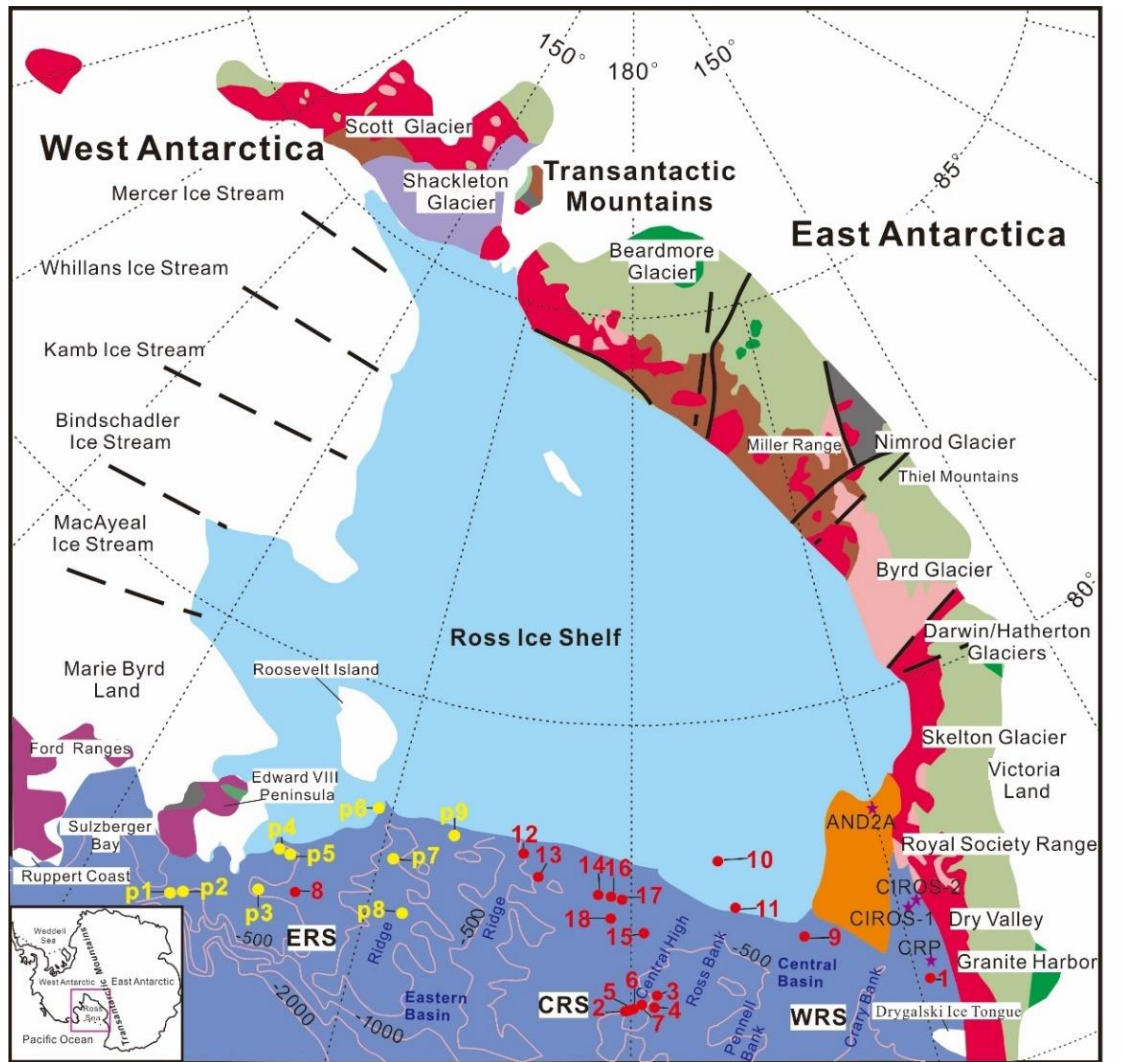 150°
180°
150°
85°
80°
Scott Glacier
West Antarctica
Shackleton
Glacier
Transantactic
Mountains
East Antarctica
Mercer Ice Stream
Beardmore
Glacier
Whillans Ice Stream
Kamb Ice Stream
Bindschadler
Ice Stream
Miller Range
Nimrod Glacier
Thiel Mountains
MacAyeal
Ice Stream
Byrd Glacier
Ross Ice Shelf
Darwin/Hatherton
Glaciers
Marie Byrd
Land
Roosevelt Island
Skelton Glacier
Ford Ranges
Edward VIII
Peninsula
Victoria
Land
Sulzberger
Bay
AND2A
Royal Society Range
Ruppert Coast
p1
p2
p3
p4
p5
p6
p7
p8
p9
8
12
13
14
16
17
18
15
10
11
9
CIROS-2
CIROS-1
Dry Valley
CRP
Granite Harbor
1
Drygalski Ice Tongue
-500
ERS
-2000
-1000
Ridge
-500
Ridge
Eastern
Basin
CRS
2
5
6
3
4
7
Central High
Ross Bank
-500
Pennell
Bank
Central
Basin
WRS
Crary Bank
Weddell
Sea
West Antarctic
East Antarctic
Transantarctic Mountains
Ross
Sea
Pacific Ocean